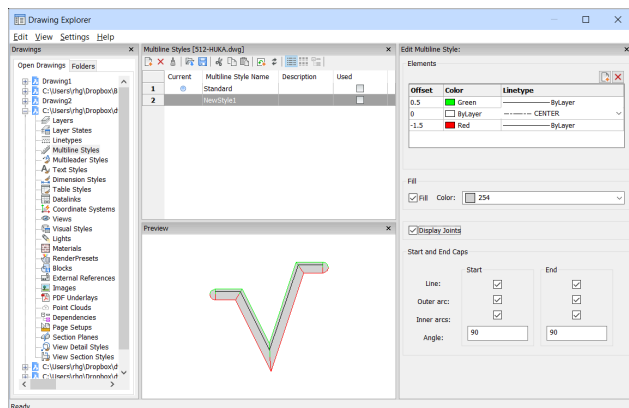 Drawing Explorer
Edit View Settings Help
Drawings
Open Drawings Folders
Drawing1
C:\Users\rhg\Dropbox\B
Drawing2
C:\Users\rhg\Dropbox\d
Layers
Layer States
Linetypes
Multiline Styles
Multileader Styles
Text Styles
Dimension Styles
Table Styles
Datalinks
Coordinate Systems
Views
Visual Styles
Lights
Materials
RenderPresets
Blocks
External References
Images
PDF Underlays
Point Clouds
Dependencies
Page Setups
Section Planes
View Detail Styles
View Section Styles
C:\Users\rhg\Dropbox\d
C:\Users\rhg\Dropbox\d
Ready
Multiline Styles [512-HUKA.dwg]
Current Multiline Style Name Description Used
1 Standard
2 NewStyle1
Preview
Edit Multiline Style:
Elements
Offset Color Linetype
0.5 Green ByLayer
0 ByLayer CENTER
-1.5 Red ByLayer
Fill
Fill Color: 254
Display Joints
Start and End Caps
Start End
Line:
Outer arc:
Inner arcs:
Angle: 90 90